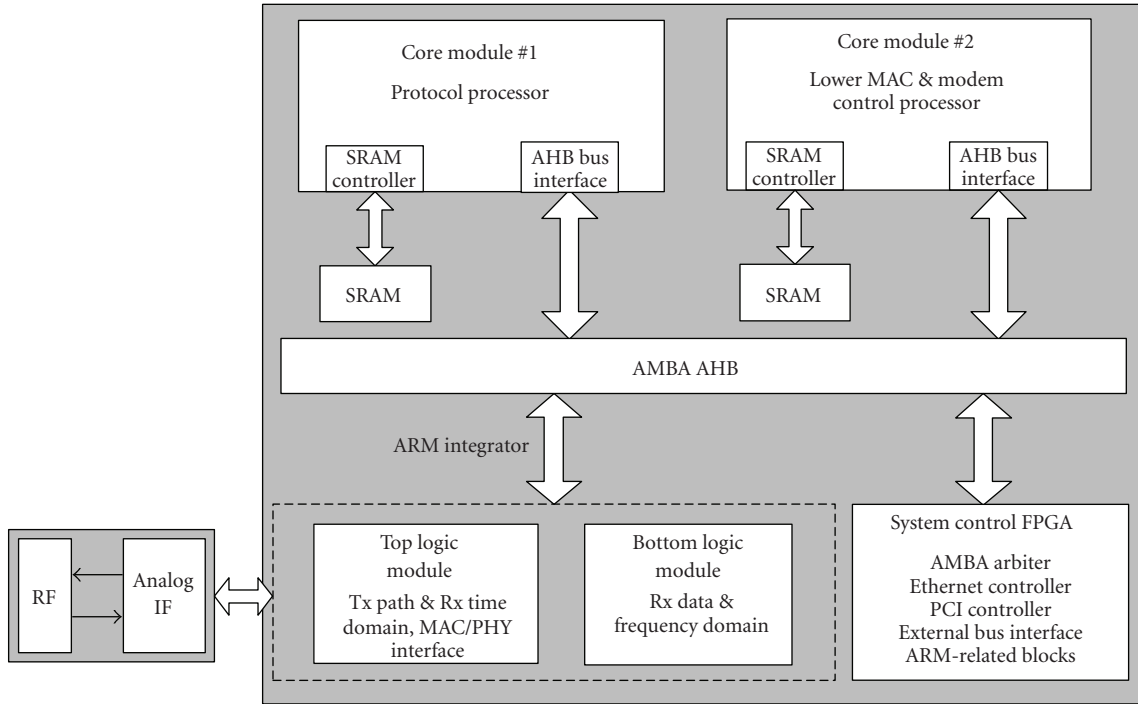 Core module #1
Protocol processor
SRAM
controller
AHB bus
interface
Core module #2
Lower MAC & modem
control processor
SRAM
controller
AHB bus
interface
SRAM
SRAM
AMBA AHB
ARM integrator
RF
Analog
IF
Top logic
module
Tx path & Rx time
domain, MAC/PHY
interface
Bottom logic
module
Rx data &
frequency domain
System control FPGA
AMBA arbiter
Ethernet controller
PCI controller
External bus interface
ARM-related blocks